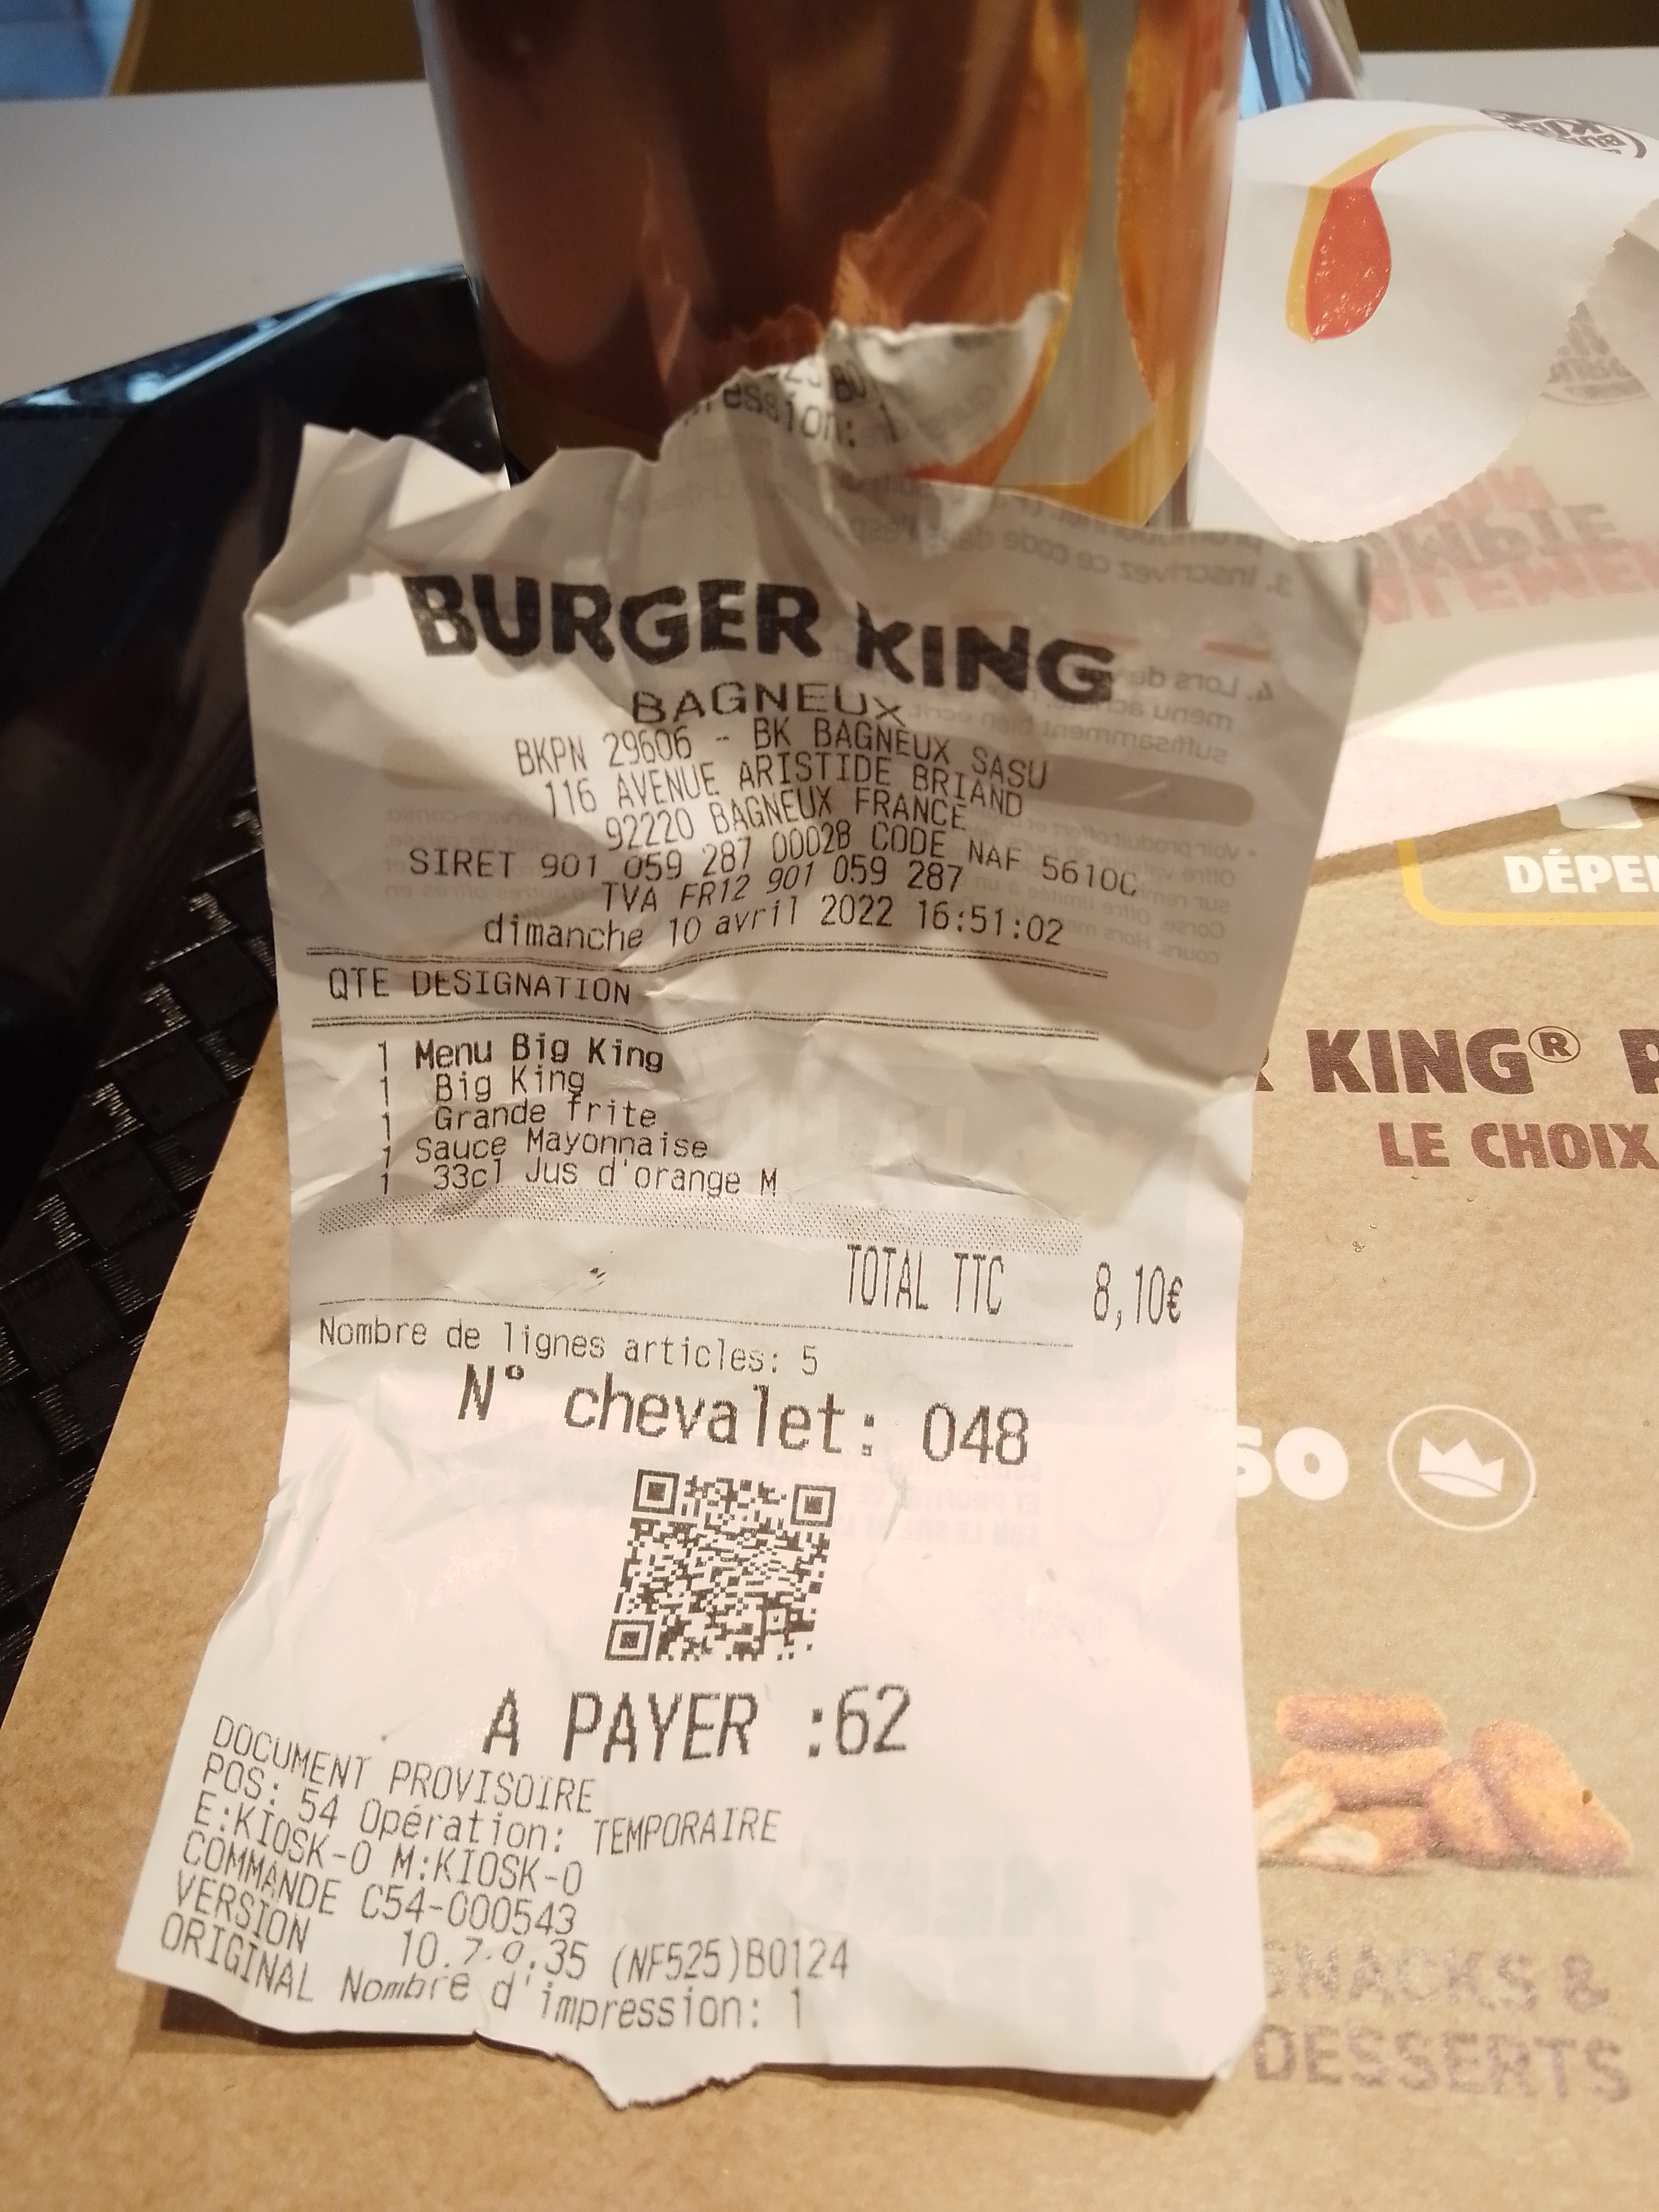 BURGER KING
BAGNEUX
BKPN 29606 - BK BAGNEUX SASU
116 AVENUE ARISTIDE BRIAND
92220 BAGNEUX FRANCE
SIRET 901 059 287 00028 CODE NAF 5610C
TVA FR12 901 059 287
dimanche 10 avril 2022 16:51:02
QTE DESIGNATION
1 Menu Big King
1 Big King
1 Grande frite
1 Sauce Mayonnaise
1 33cl Jus d'orange M
TOTAL TTC 8,10€
Nombre de lignes articles: 5
N° chevalet: 048
A PAYER :62
DOCUMENT PROVISOIRE
POS: 54 Opération: TEMPORAIRE
E:KIOSK-0 M:KIOSK-0
COMMANDE C54-000543
VERSION 10.7.0.35 (NF525)B0124
ORIGINAL Nombre d'impression: 1
KING®
LE CHOIX
SNACKS &
DESSERTS